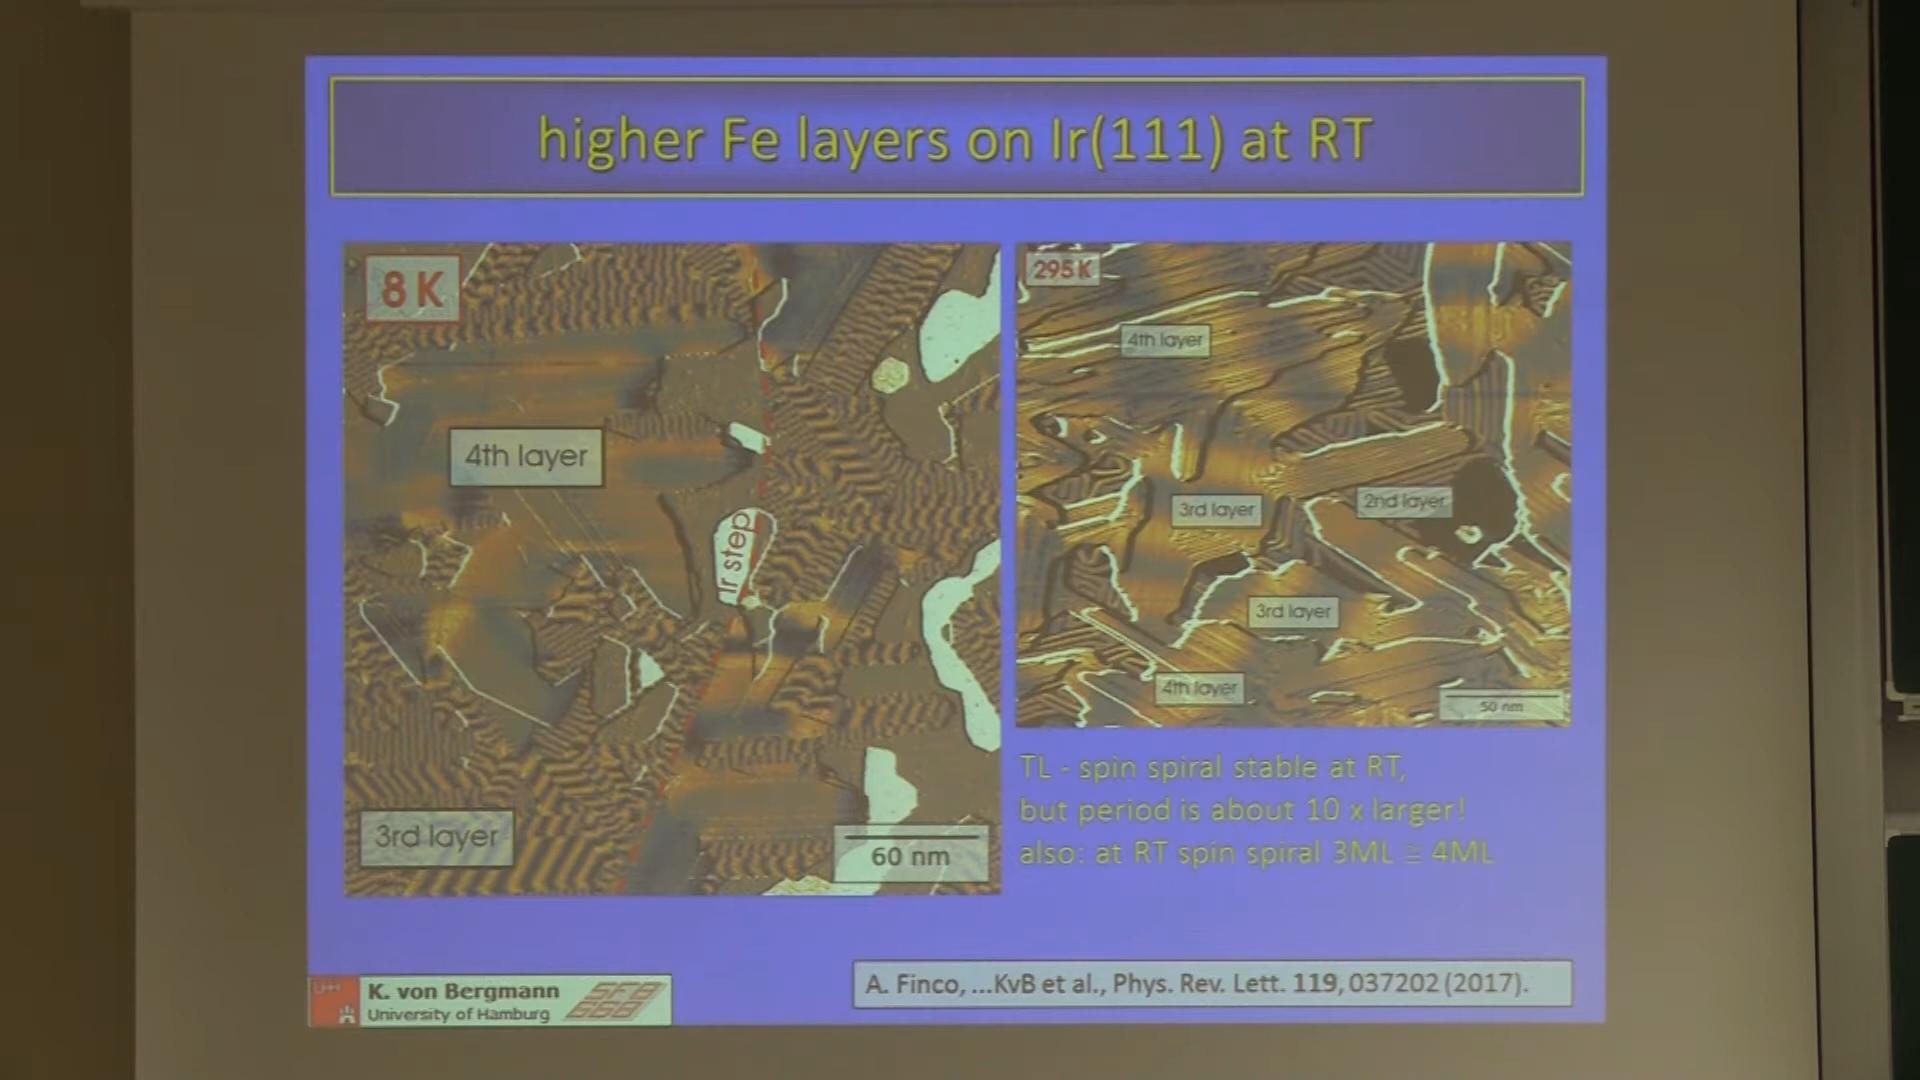 higher Fe layers on Ir(111) at RT
8 K
4th layer
Ir step
3rd layer
60 nm
295 K
4th layer
3rd layer
2nd layer
3rd layer
4th layer
50 nm
TL - spin spiral stable at RT,
but period is about 10 x larger!
also: at RT spin spiral 3ML ≅ 4ML
K. von Bergmann
University of Hamburg
SFB
668
A. Finco, ...KvB et al., Phys. Rev. Lett. 119, 037202 (2017).